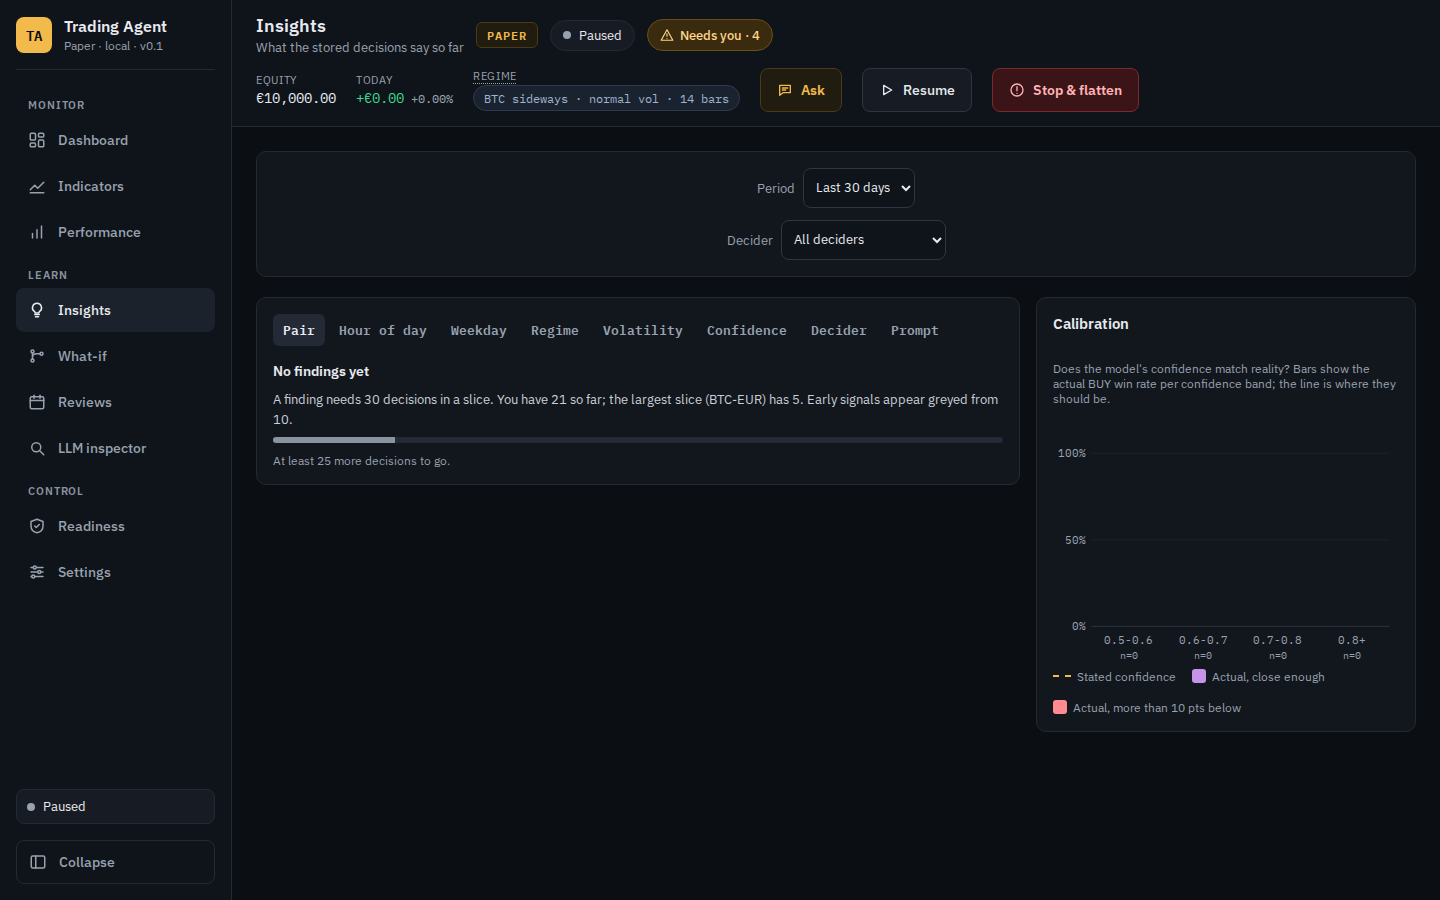 TA
Trading Agent
Paper · local · v0.1
MONITOR
Dashboard
Indicators
Performance
LEARN
Insights
What-if
Reviews
LLM inspector
CONTROL
Readiness
Settings
Paused
Collapse
Insights
What the stored decisions say so far
PAPER
Paused
Needs you · 4
EQUITY
€10,000.00
TODAY
+€0.00 +0.00%
REGIME
BTC sideways · normal vol · 14 bars
Ask
Resume
Stop & flatten
Period
Last 30 days
Decider
All deciders
Pair
Hour of day
Weekday
Regime
Volatility
Confidence
Decider
Prompt
No findings yet
A finding needs 30 decisions in a slice. You have 21 so far; the largest slice (BTC-EUR) has 5. Early signals appear greyed from
10.
At least 25 more decisions to go.
Calibration
Does the model's confidence match reality? Bars show the
actual BUY win rate per confidence band; the line is where they
should be.
100%
50%
0%
0.5-0.6
0.6-0.7
0.7-0.8
0.8+
n=0
n=0
n=0
n=0
Stated confidence
Actual, close enough
Actual, more than 10 pts below